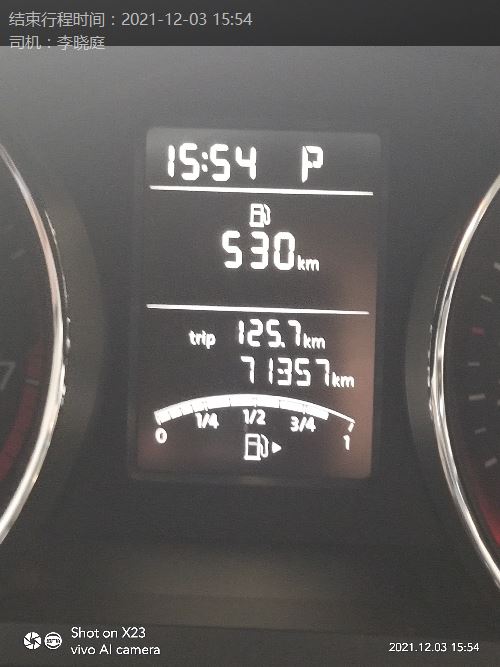 结束行程时间：2021-12-03 15:54
司机：李晓庭
15:54 P
530km
trip 125.7km
71357km
0 1/4 1/2 3/4 1
7
Shot on X23
vivo AI camera
2021.12.03 15:54